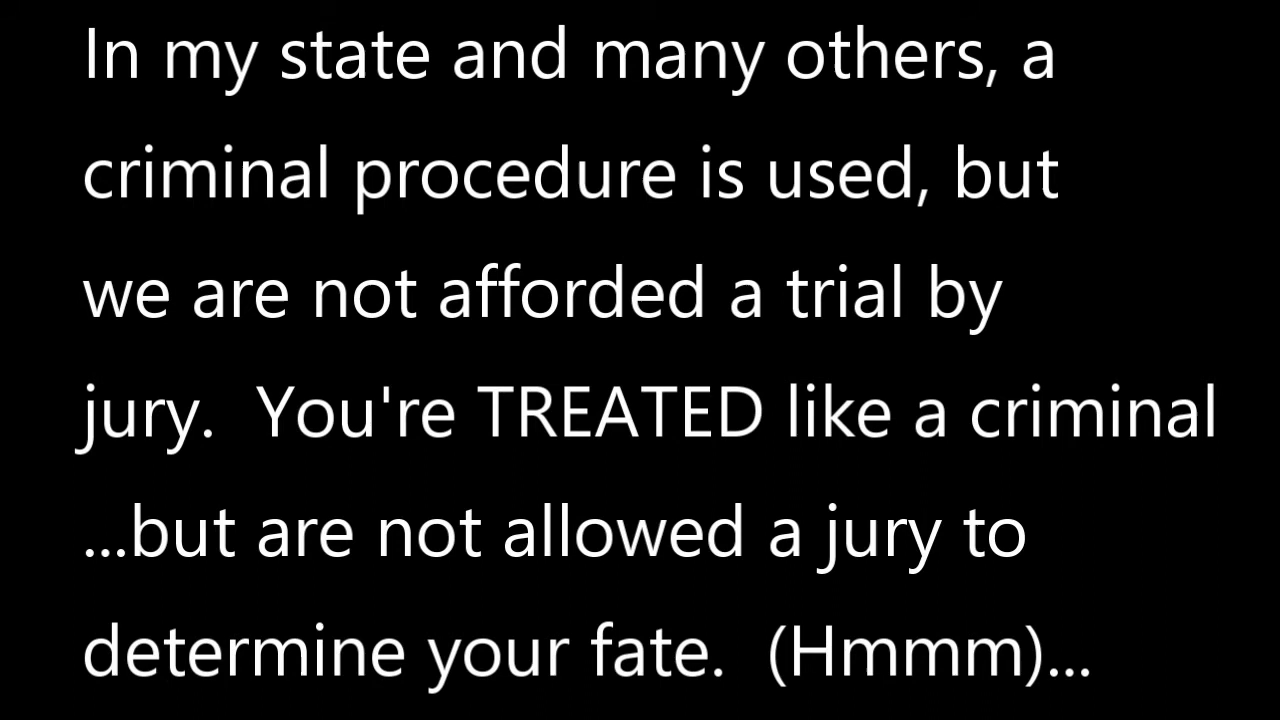 In my state and many others, a
criminal procedure is used, but
we are not afforded a trial by
jury.  You're TREATED like a criminal
...but are not allowed a jury to
determine your fate.  (Hmmm)...